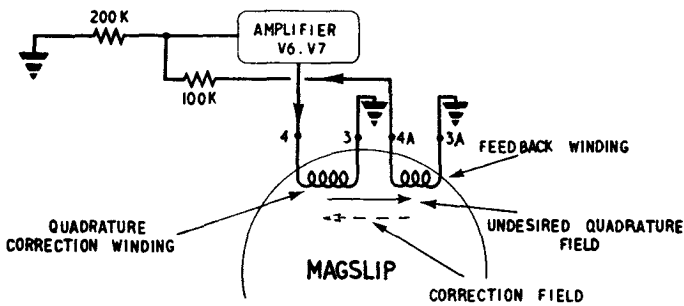 200K
AMPLIFIER
V6.V7
100K
4
3
4A
3A
FEEDBACK WINDING
QUADRATURE
CORRECTION WINDING
UNDESIRED QUADRATURE
FIELD
MAGSLIP
CORRECTION FIELD